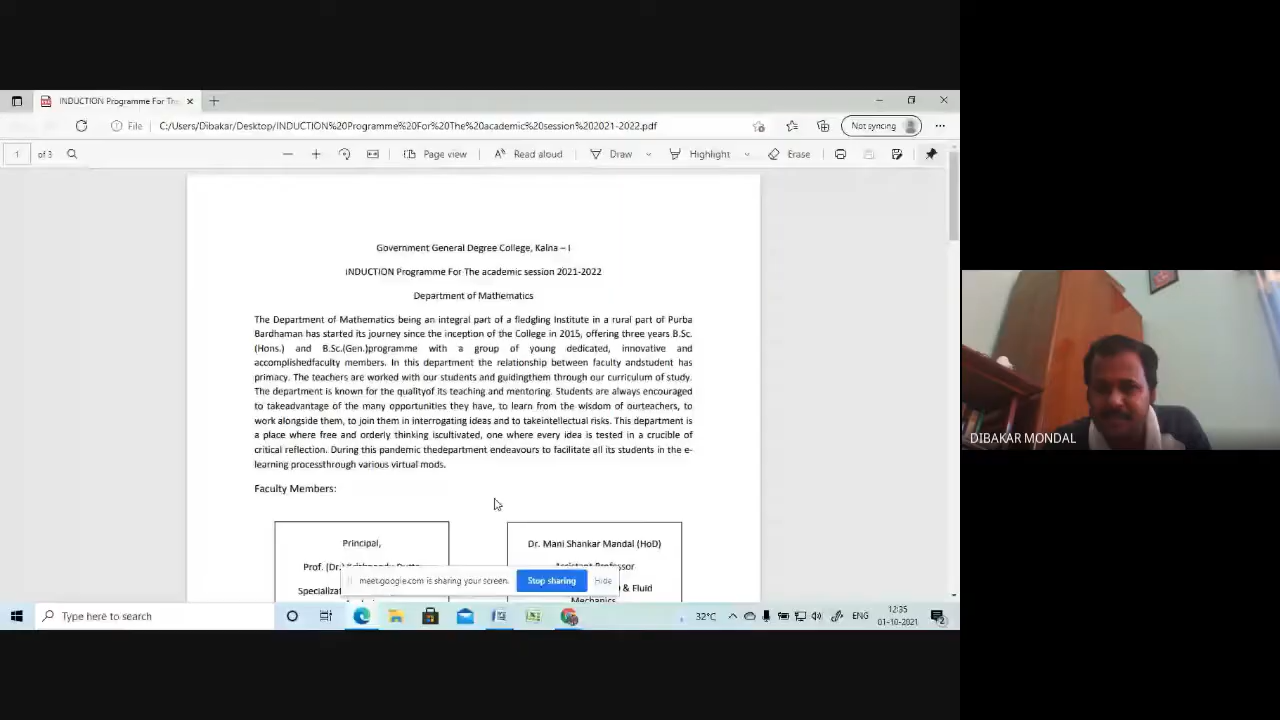 INDUCTION Programme For The
File
C:/Users/Dibakar/Desktop/INDUCTION%20Programme%20For%20The%20academic%20session%202021-2022.pdf
Not syncing
1 of 3
Page view
Read aloud
Draw
Highlight
Erase
Government General Degree College, Kalna – I
INDUCTION Programme For The academic session 2021-2022
Department of Mathematics
The Department of Mathematics being an integral part of a fledgling Institute in a rural part of Purba
Bardhaman has started its journey since the inception of the College in 2015, offering three years B.Sc.
(Hons.) and B.Sc.(Gen.)programme with a group of young dedicated, innovative and
accomplishedfaculty members. In this department the relationship between faculty andstudent has
primacy. The teachers are worked with our students and guidingthem through our curriculum of study.
The department is known for the qualityof its teaching and mentoring. Students are always encouraged
to takeadvantage of the many opportunities they have, to learn from the wisdom of ourteachers, to
work alongside them, to join them in interrogating ideas and to takeintellectual risks. This department is
a place where free and orderly thinking iscultivated, one where every idea is tested in a crucible of
critical reflection. During this pandemic thedepartment endeavours to facilitate all its students in the e-
learning processthrough various virtual mods.
Faculty Members:
Principal,
Prof. (Dr.)
Dr. Mani Shankar Mandal (HoD)
Assistant Professor
& Fluid
Mechanics
meet.google.com is sharing your screen.
Stop sharing
Hide
Type here to search
32°C
ENG
12:35
01-10-2021
2
DIBAKAR MONDAL